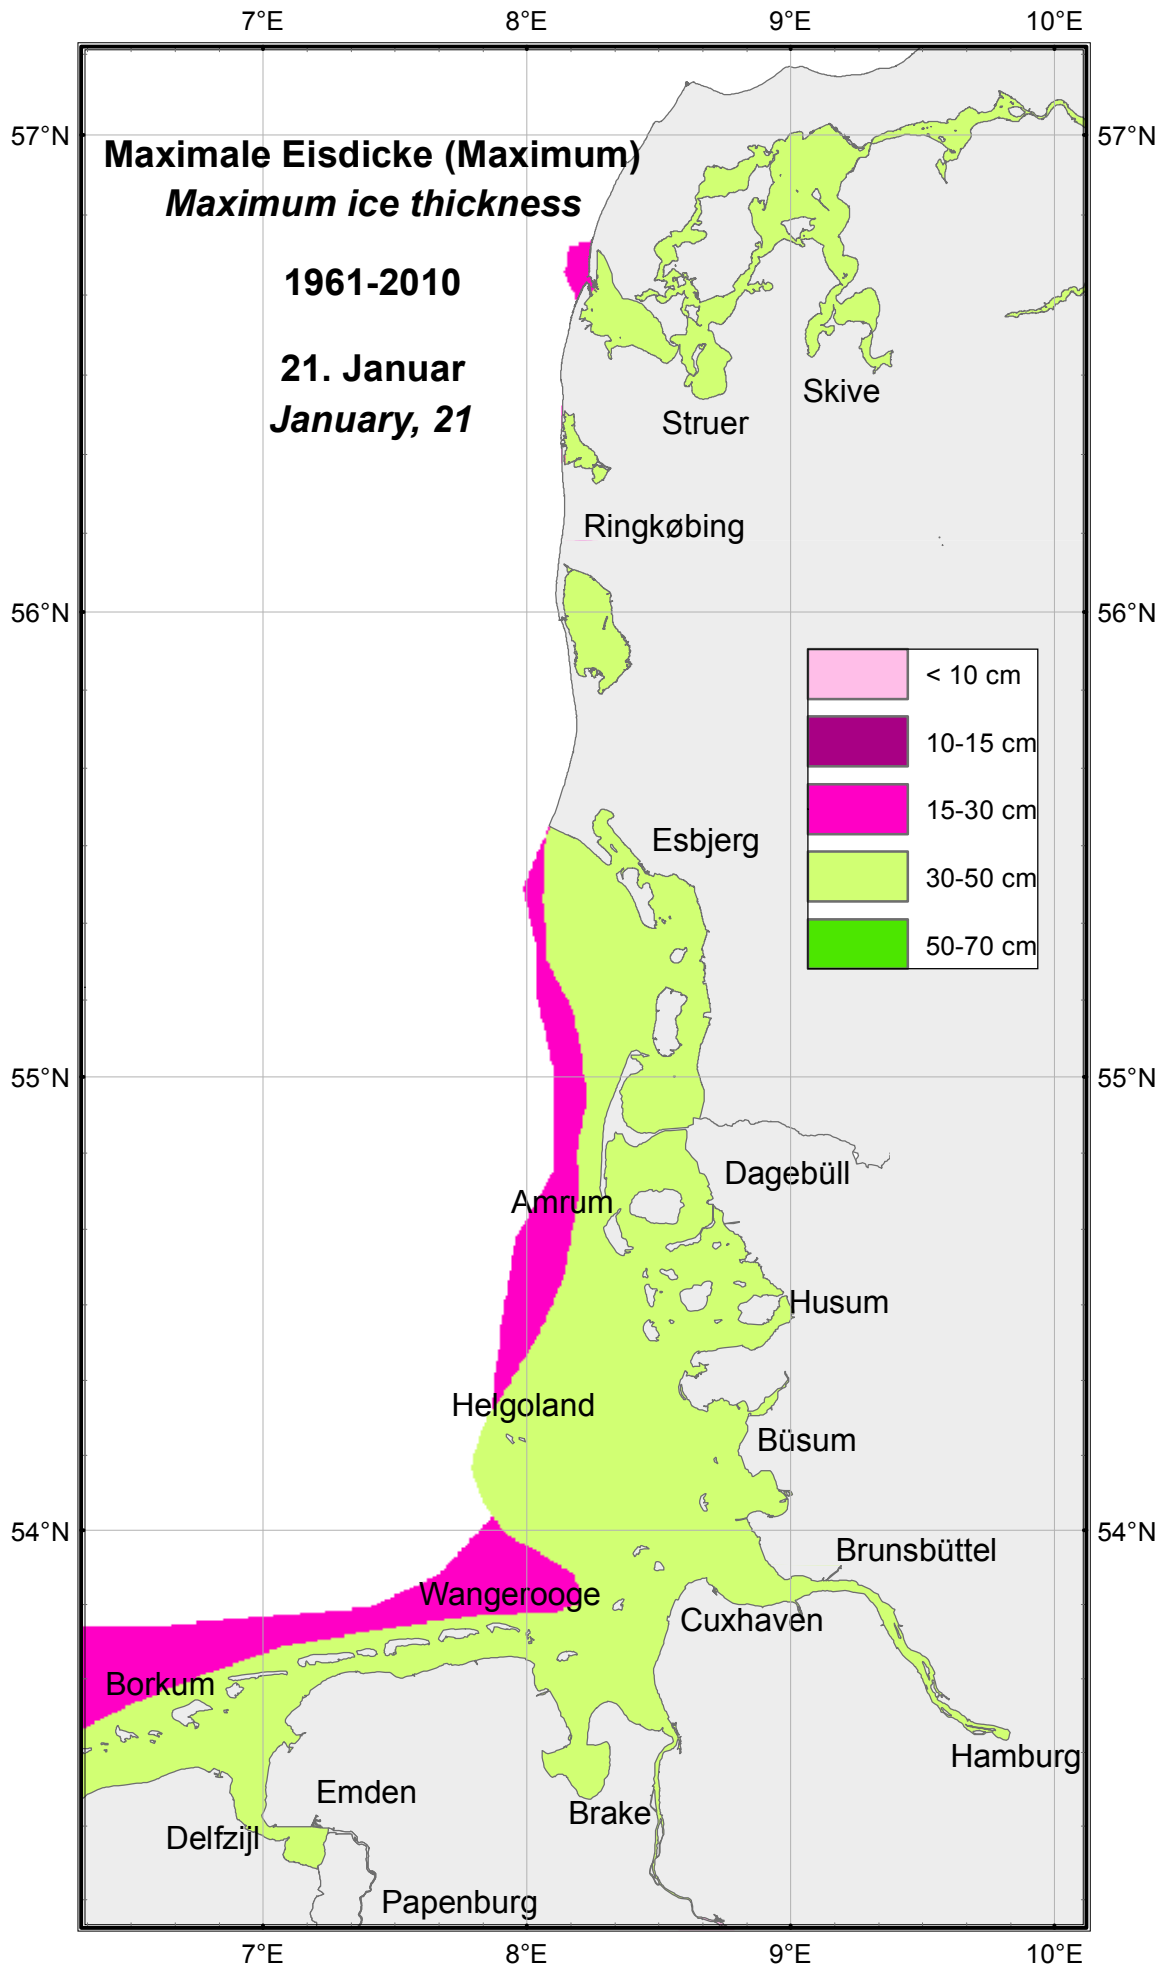 7°E 8°E 9°E 10°E
57°N 57°N
Maximale Eisdicke (Maximum)
Maximum ice thickness
1961-2010
21. Januar
January, 21
Skive
Struer
Ringkøbing
56°N 56°N
< 10 cm
10-15 cm
15-30 cm
30-50 cm
50-70 cm
Esbjerg
55°N 55°N
Dagebüll
Amrum
Husum
Helgoland
Büsum
54°N 54°N
Brunsbüttel
Wangerooge
Cuxhaven
Borkum
Hamburg
Emden
Brake
Delfzijl
Papenburg
7°E 8°E 9°E 10°E